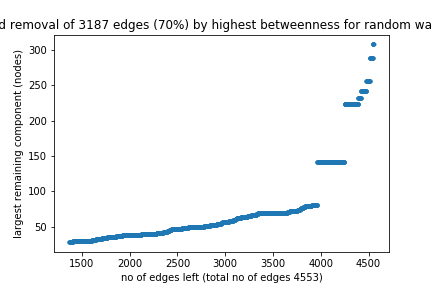 d removal of 3187 edges (70%) by highest betweenness for random wa
300
250
200
150
100
50
largest remaining component (nodes)
1500 2000 2500 3000 3500 4000 4500
no of edges left (total no of edges 4553)